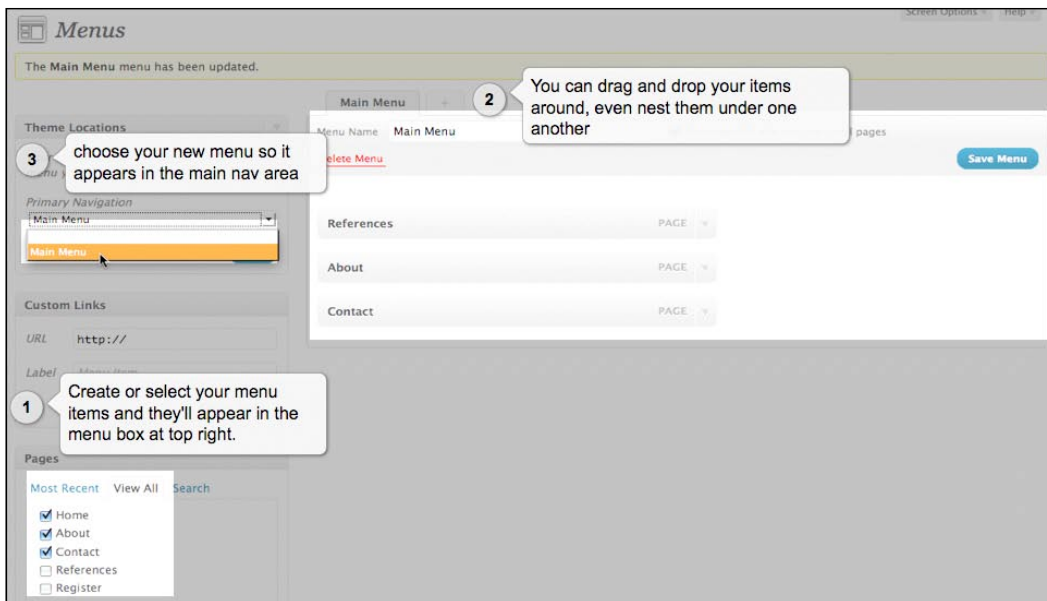 Screen Options Help
Menus
The Main Menu menu has been updated.
Main Menu +
2
You can drag and drop your items
around, even nest them under one
another
Theme Locations
Menu Name Main Menu
pages
3
choose your new menu so it
appears in the main nav area
elete Menu
Save Menu
Primary Navigation
Main Menu
Main Menu
References PAGE
About PAGE
Custom Links
Contact PAGE
URL http://
Label Menu Item
1
Create or select your menu
items and they'll appear in the
menu box at top right.
Pages
Most Recent View All Search
Home
About
Contact
References
Register